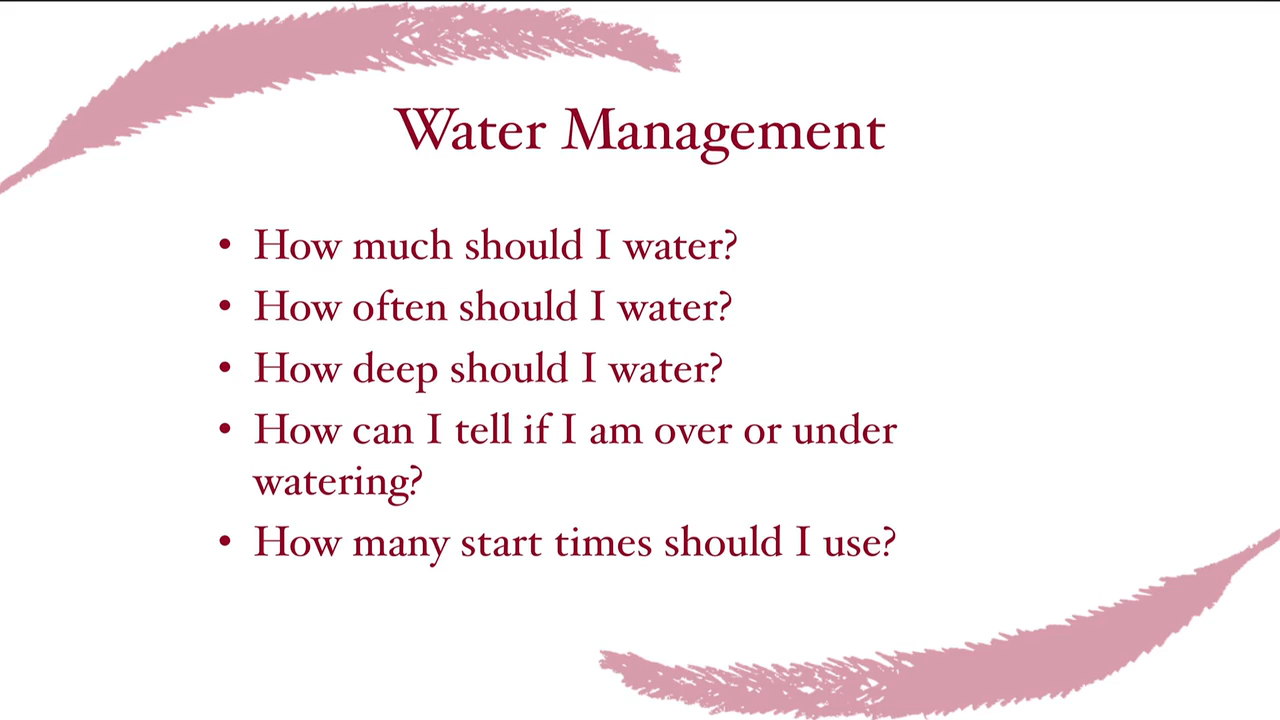 Water Management
• How much should I water?
• How often should I water?
• How deep should I water?
• How can I tell if I am over or under
watering?
• How many start times should I use?